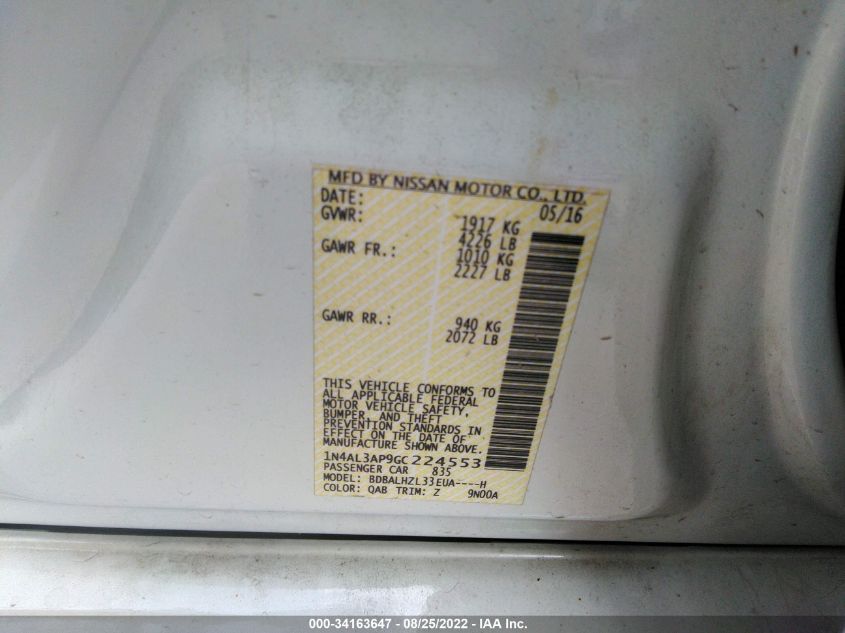 MFD BY NISSAN MOTOR CO., LTD.
DATE: 05/16
GVWR: 1917 KG
4226 LB
GAWR FR.: 1010 KG
2227 LB
GAWR RR.: 940 KG
2072 LB
THIS VEHICLE CONFORMS TO
ALL APPLICABLE FEDERAL
MOTOR VEHICLE SAFETY,
BUMPER, AND THEFT
PREVENTION STANDARDS IN
EFFECT ON THE DATE OF
MANUFACTURE SHOWN ABOVE.
1N4AL3AP9GC224553
PASSENGER CAR 835
MODEL: BDBALHZL33EUA----H
COLOR: QAB TRIM: Z 9N00A
000-34163647 - 08/25/2022 - IAA Inc.